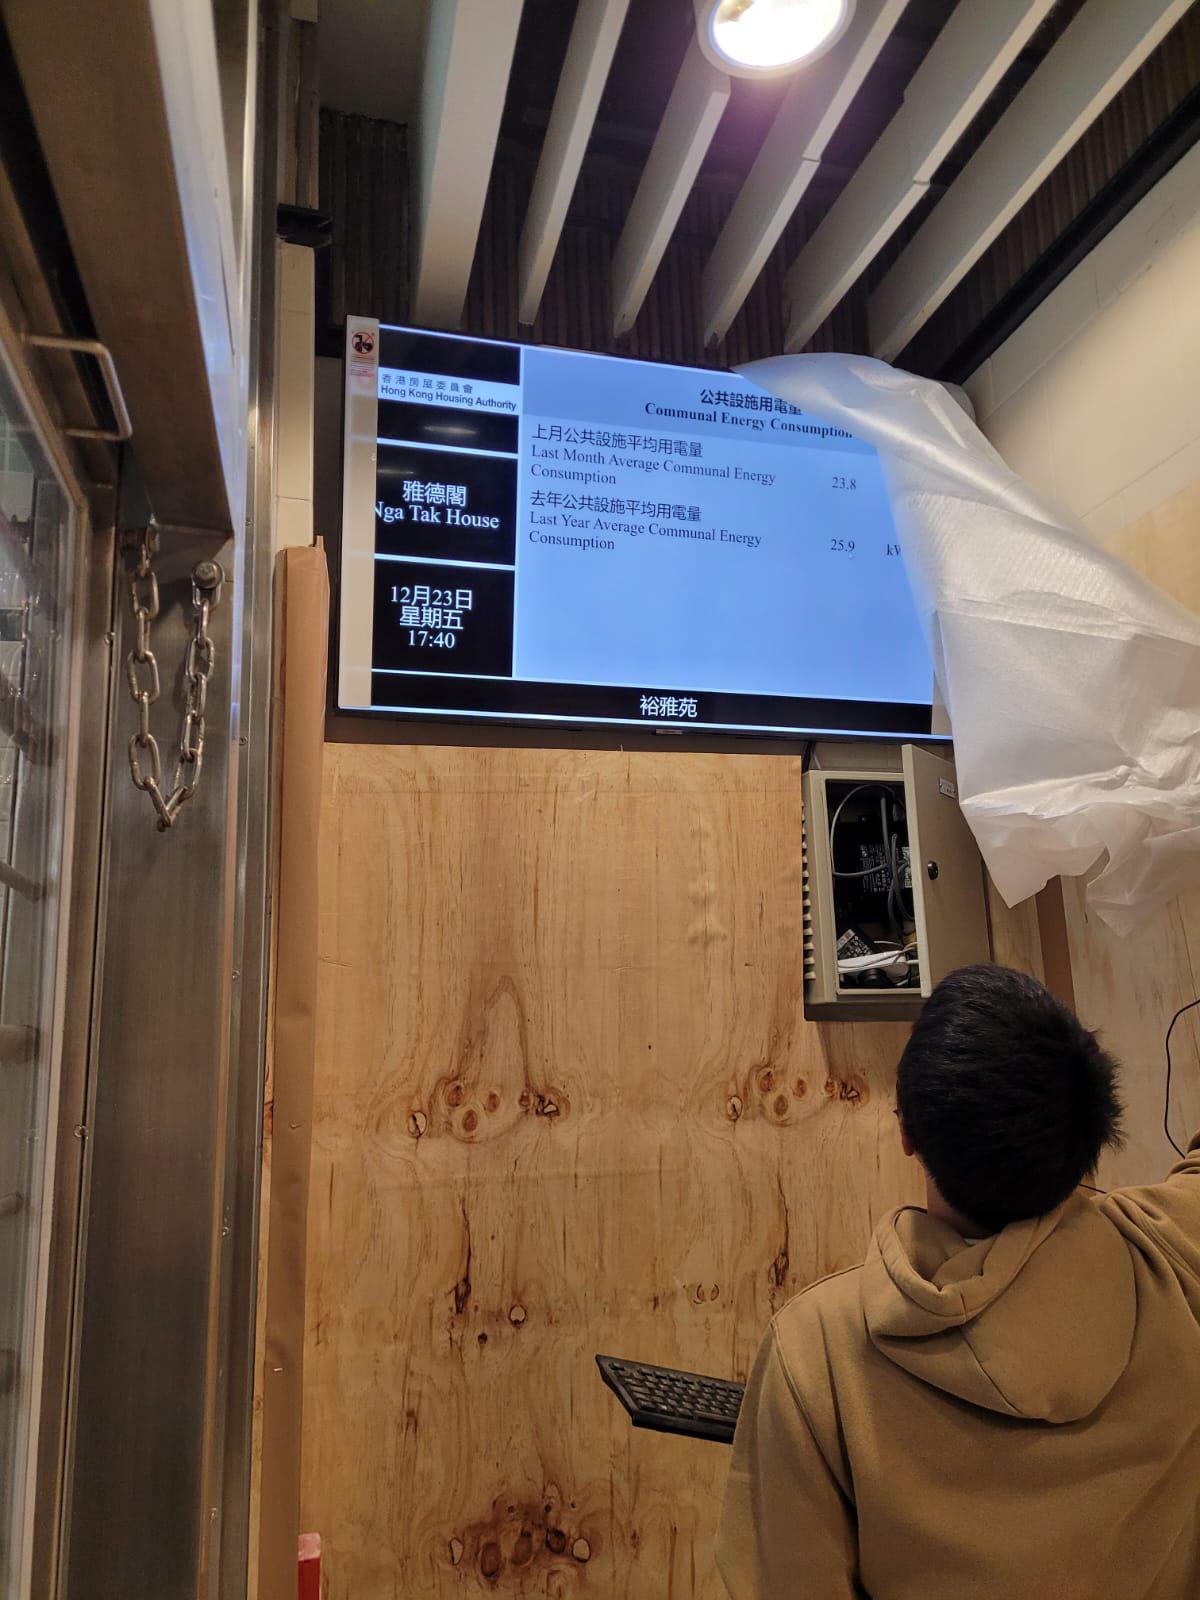 香港房屋委員會
Hong Kong Housing Authority
雅德閣
Nga Tak House
12月23日
星期五
17:40
公共設施用電量
Communal Energy Consumption
上月公共設施平均用電量
Last Month Average Communal Energy
Consumption
23.8
去年公共設施平均用電量
Last Year Average Communal Energy
Consumption
25.9
裕雅苑